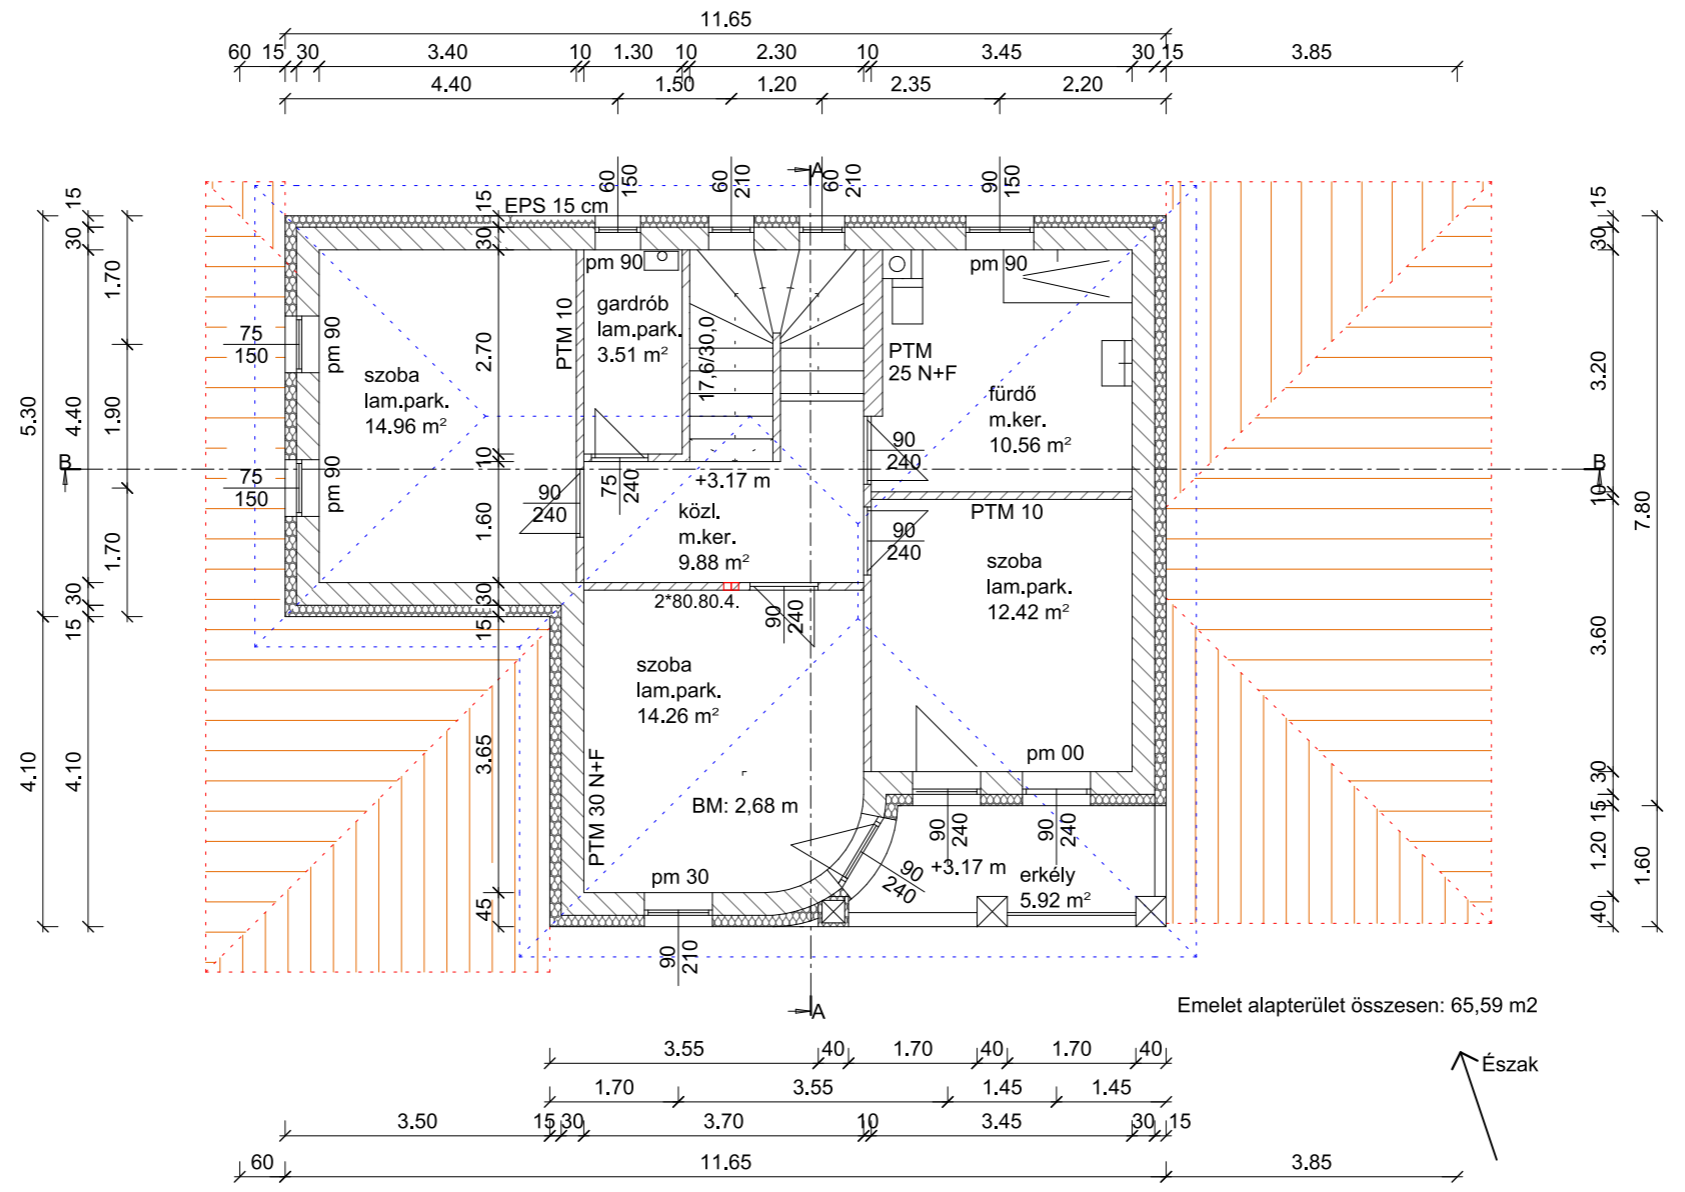 11.65
60 15 30 3.40 10 1.30 10 2.30 10 3.45 30 15 3.85
4.40 1.50 1.20 2.35 2.20
A
60 150
60 210
60 210
90 150
EPS 15 cm
15
30
pm 90
pm 90
gardrób
lam.park.
3.51 m²
PTM 10
17,6/30,0
PTM
25 N+F
fürdő
m.ker.
10.56 m²
szoba
lam.park.
14.96 m²
75
150
pm 90
75
150
pm 90
2.70
10
1.60
30
15
3.65
45
B
B
90
240
75
240
+3.17 m
90
240
közl.
m.ker.
9.88 m²
90
240
PTM 10
szoba
lam.park.
12.42 m²
2*80.80.4.
90
240
szoba
lam.park.
14.26 m²
PTM 30 N+F
BM: 2,68 m
pm 30
pm 00
90
240
90
240
90
240
+3.17 m
erkély
5.92 m²
90
210
A
15
30
1.70
4.40
1.90
5.30
1.70
30
15
4.10
4.10
15
30
3.20
10
7.80
3.60
30
15
1.20
1.60
40
Emelet alapterület összesen: 65,59 m2
Észak
3.55 40 1.70 40 1.70 40
1.70 3.55 1.45 1.45
3.50 15 30 3.70 10 3.45 30 15
60 11.65 3.85